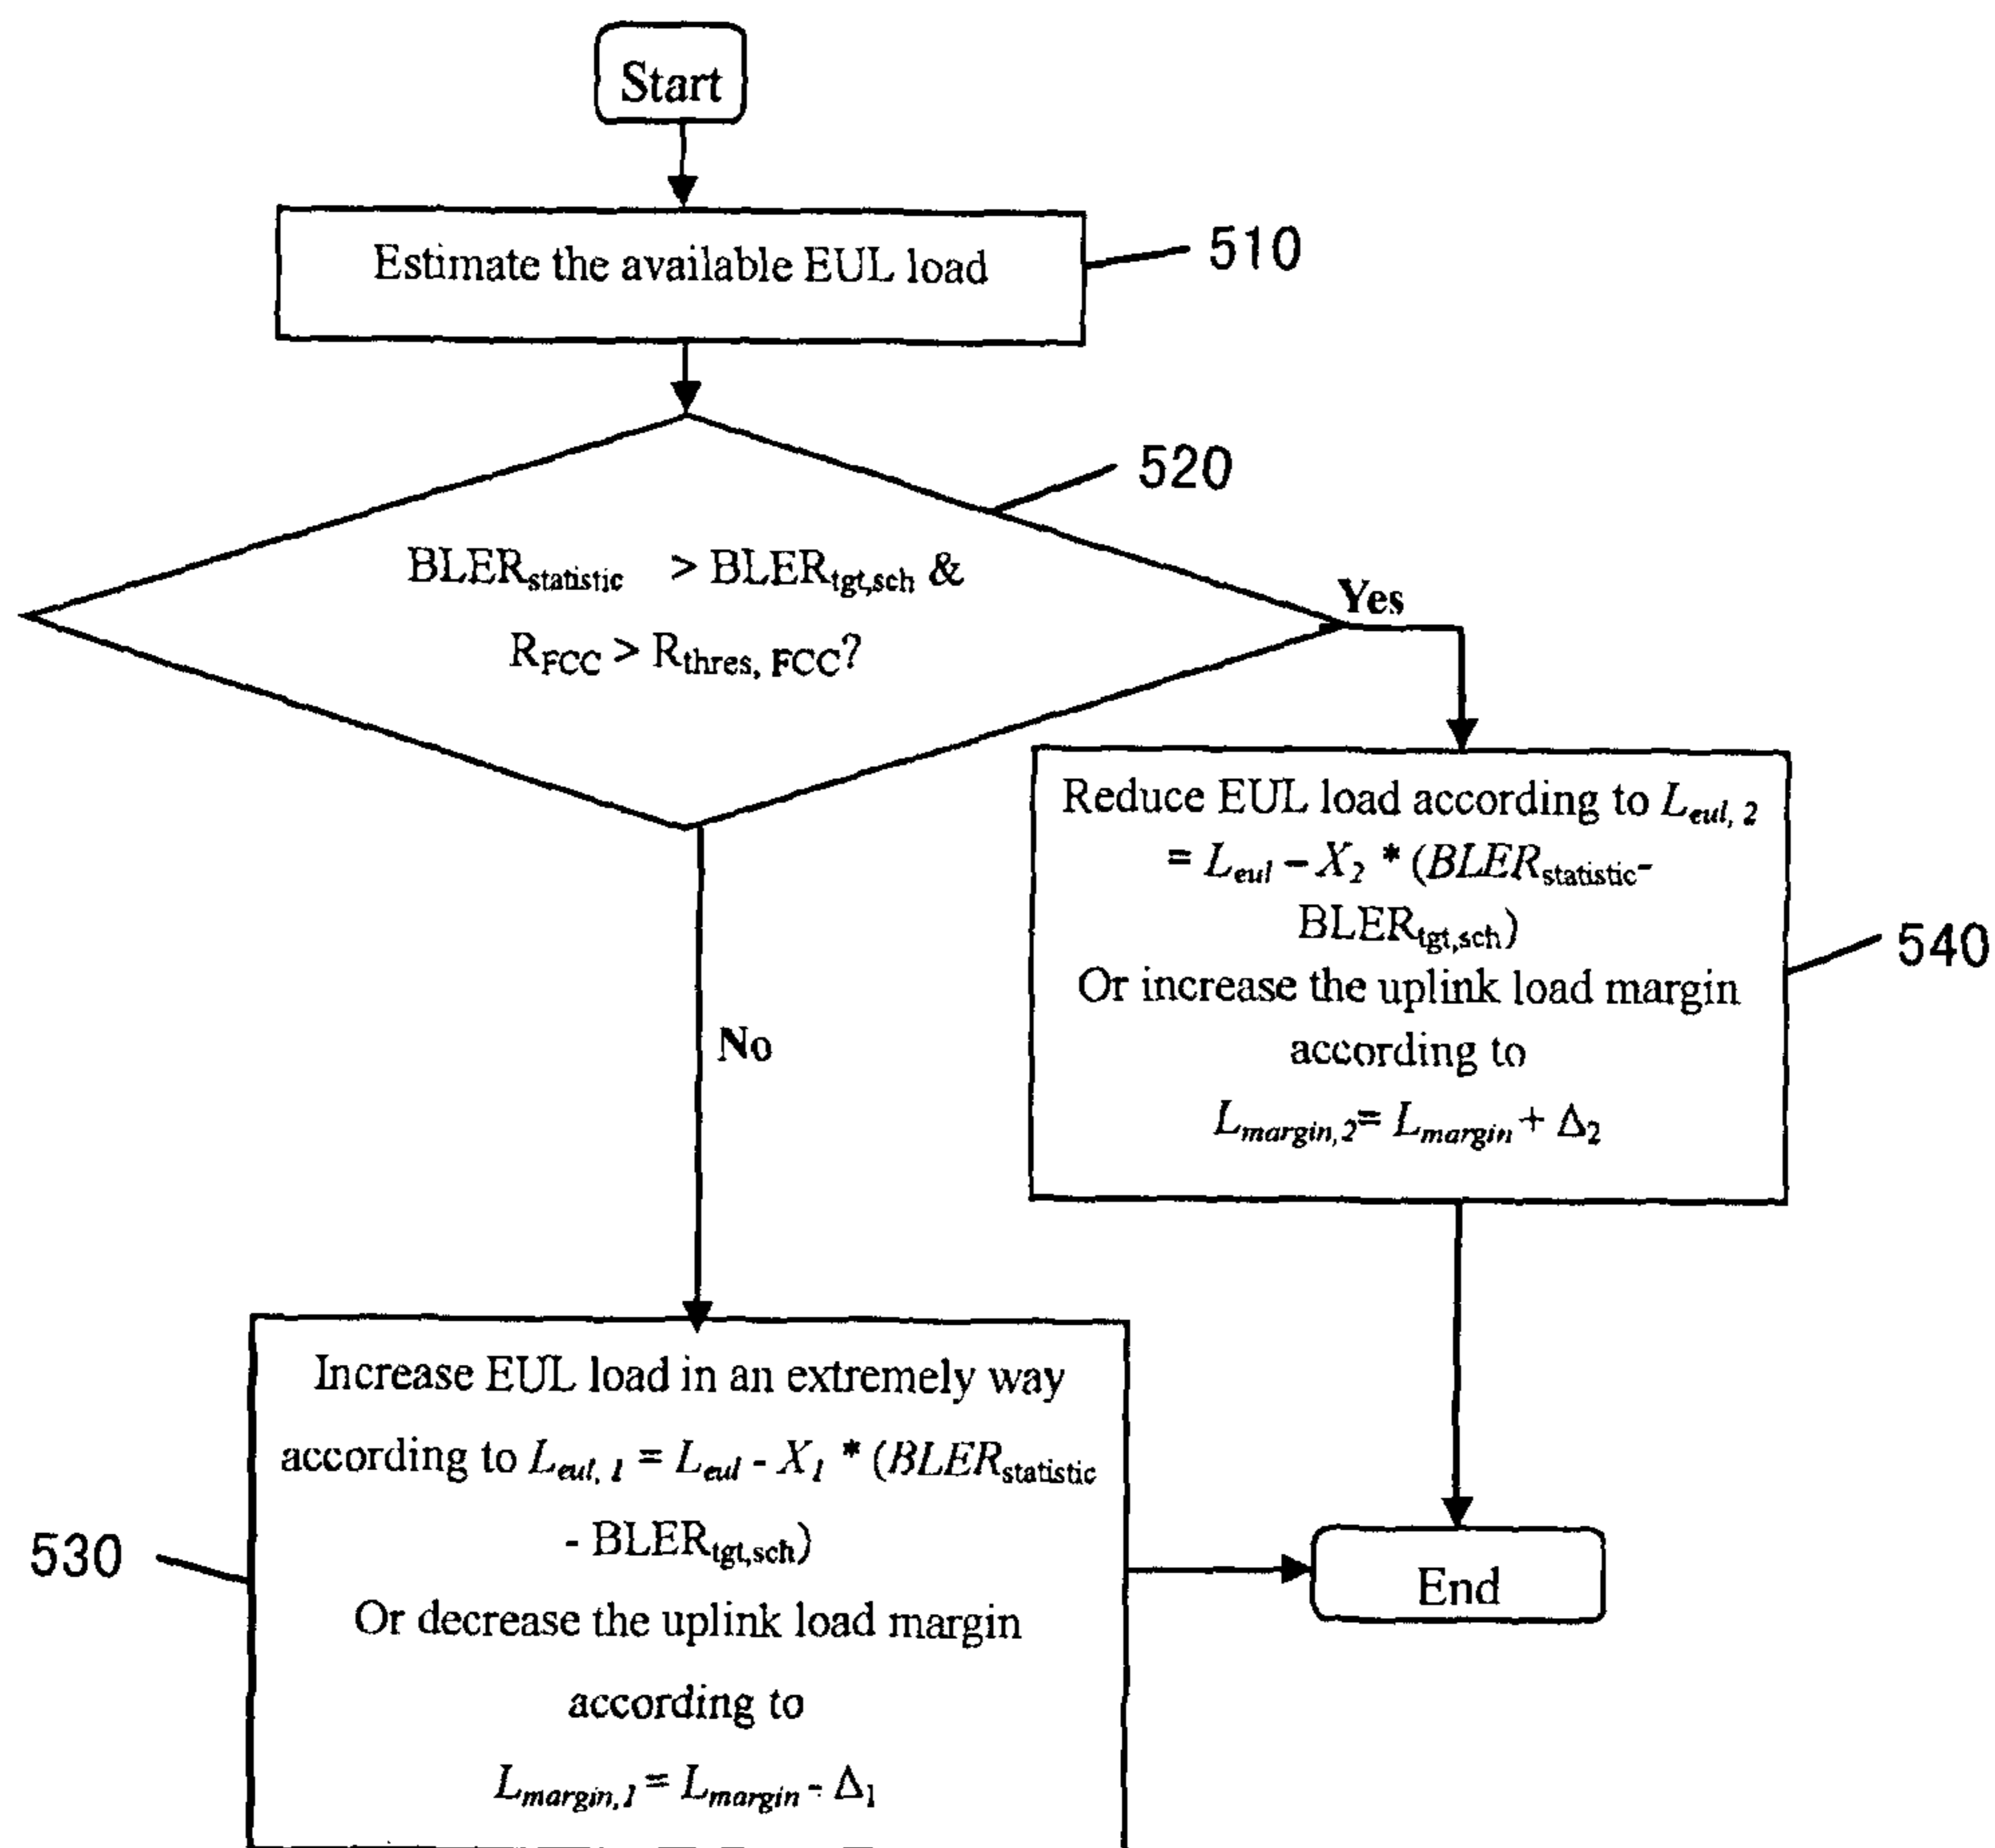 Start
Estimate the available EUL load
510
520
BLERstatistic > BLERtgt,sch &
RFCC > Rthres, FCC?
Yes
Reduce EUL load according to Leul, 2
= Leul – X2 * (BLERstatistic-
BLERtgt,sch)
Or increase the uplink load margin
according to
Lmargin,2= Lmargin + Δ2
540
No
Increase EUL load in an extremely way
according to Leul, 1 = Leul - X1 * (BLERstatistic
- BLERtgt,sch)
Or decrease the uplink load margin
according to
Lmargin,1 = Lmargin - Δ1
530
End